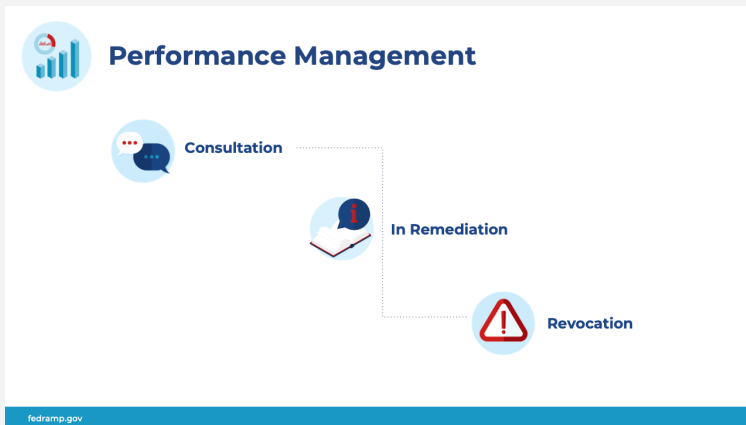 Performance Management
Consultation
In Remediation
Revocation
fedramp.gov